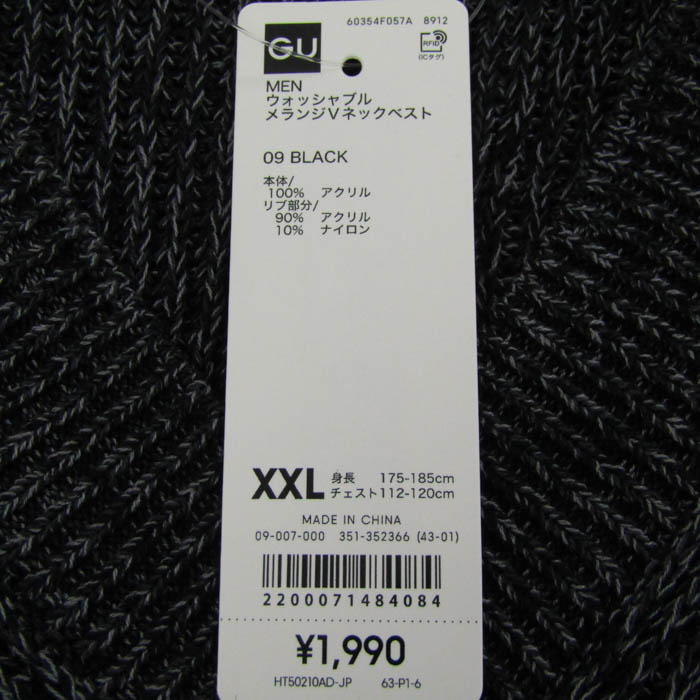 60354F057A 8912
GU
RFID
(ICタグ)
MEN
ウォッシャブル
メランジVネックベスト
09 BLACK
本体/
100% アクリル
リブ部分/
90% アクリル
10% ナイロン
XXL 身長 175-185cm
チェスト112-120cm
MADE IN CHINA
09-007-000 351-352366 (43-01)
2200071484084
¥1,990
HT50210AD-JP 63-P1-6